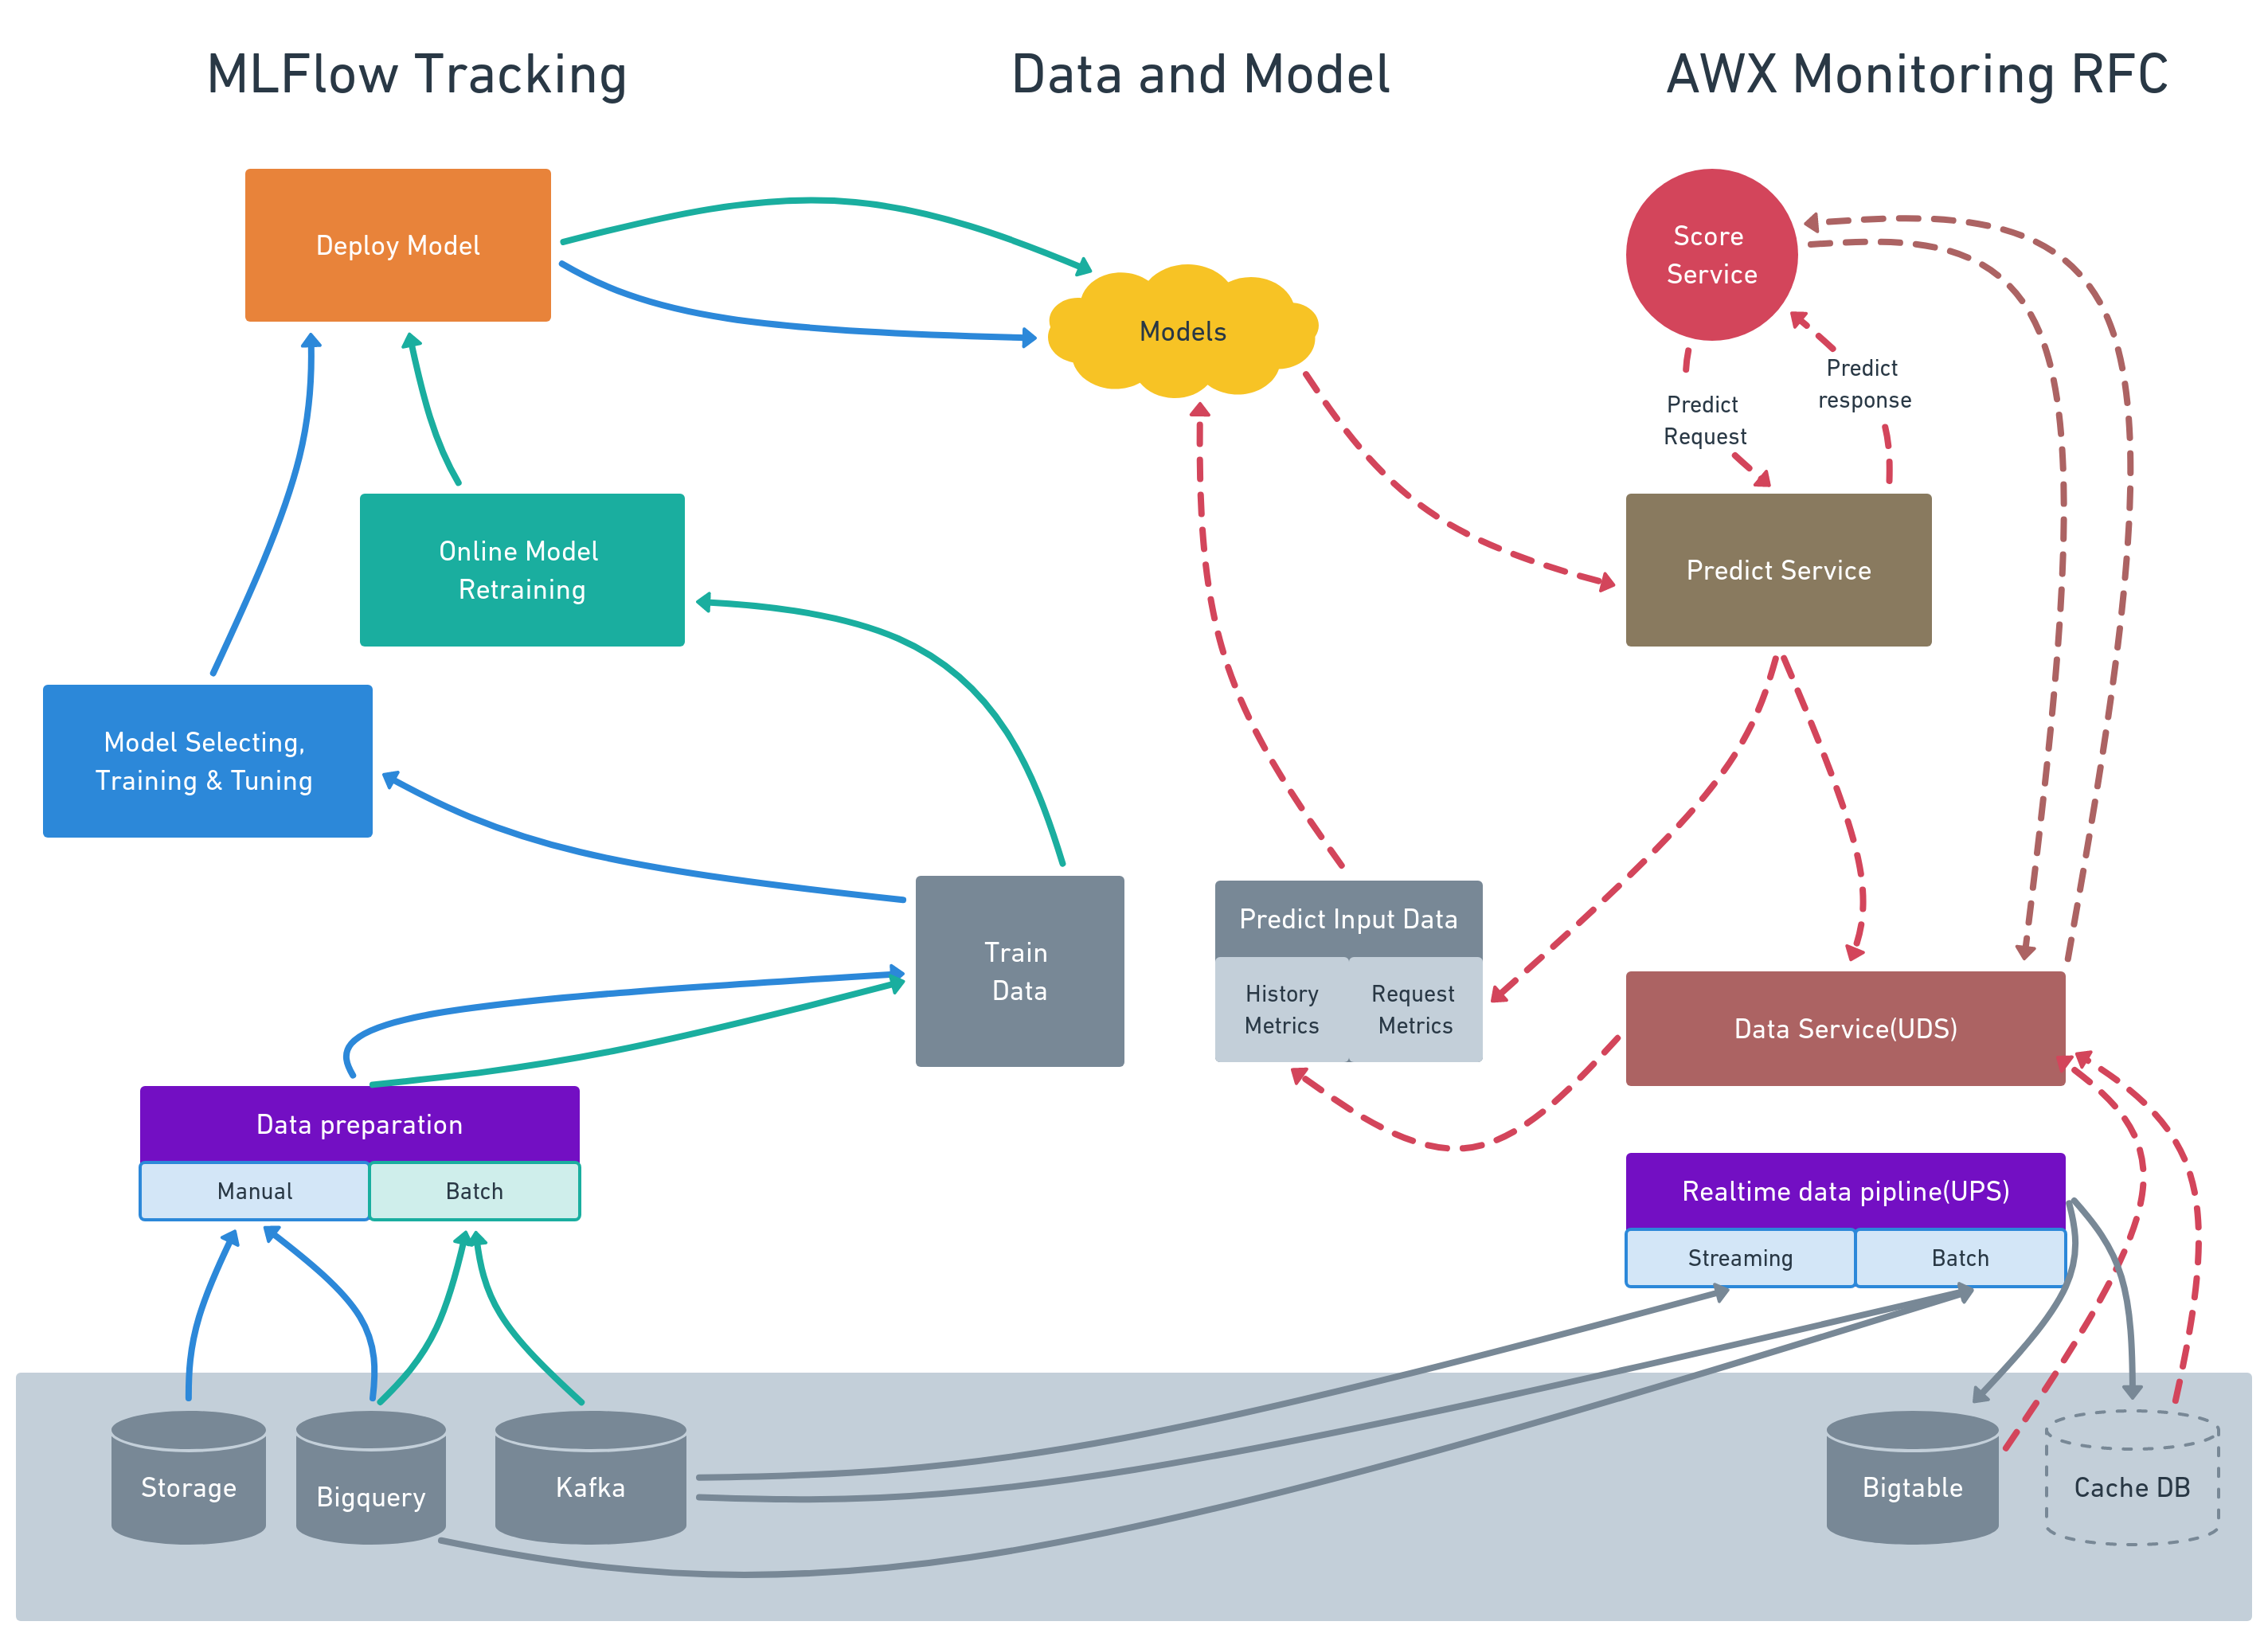 MLFlow Tracking
Data and Model
AWX Monitoring RFC
Deploy Model
Models
Score
Service
Predict
response
Predict
Request
Online Model
Retraining
Predict Service
Model Selecting,
Training & Tuning
Train
Data
Predict Input Data
History
Metrics
Request
Metrics
Data Service(UDS)
Data preparation
Manual
Batch
Realtime data pipline(UPS)
Streaming
Batch
Storage
Bigquery
Kafka
Bigtable
Cache DB